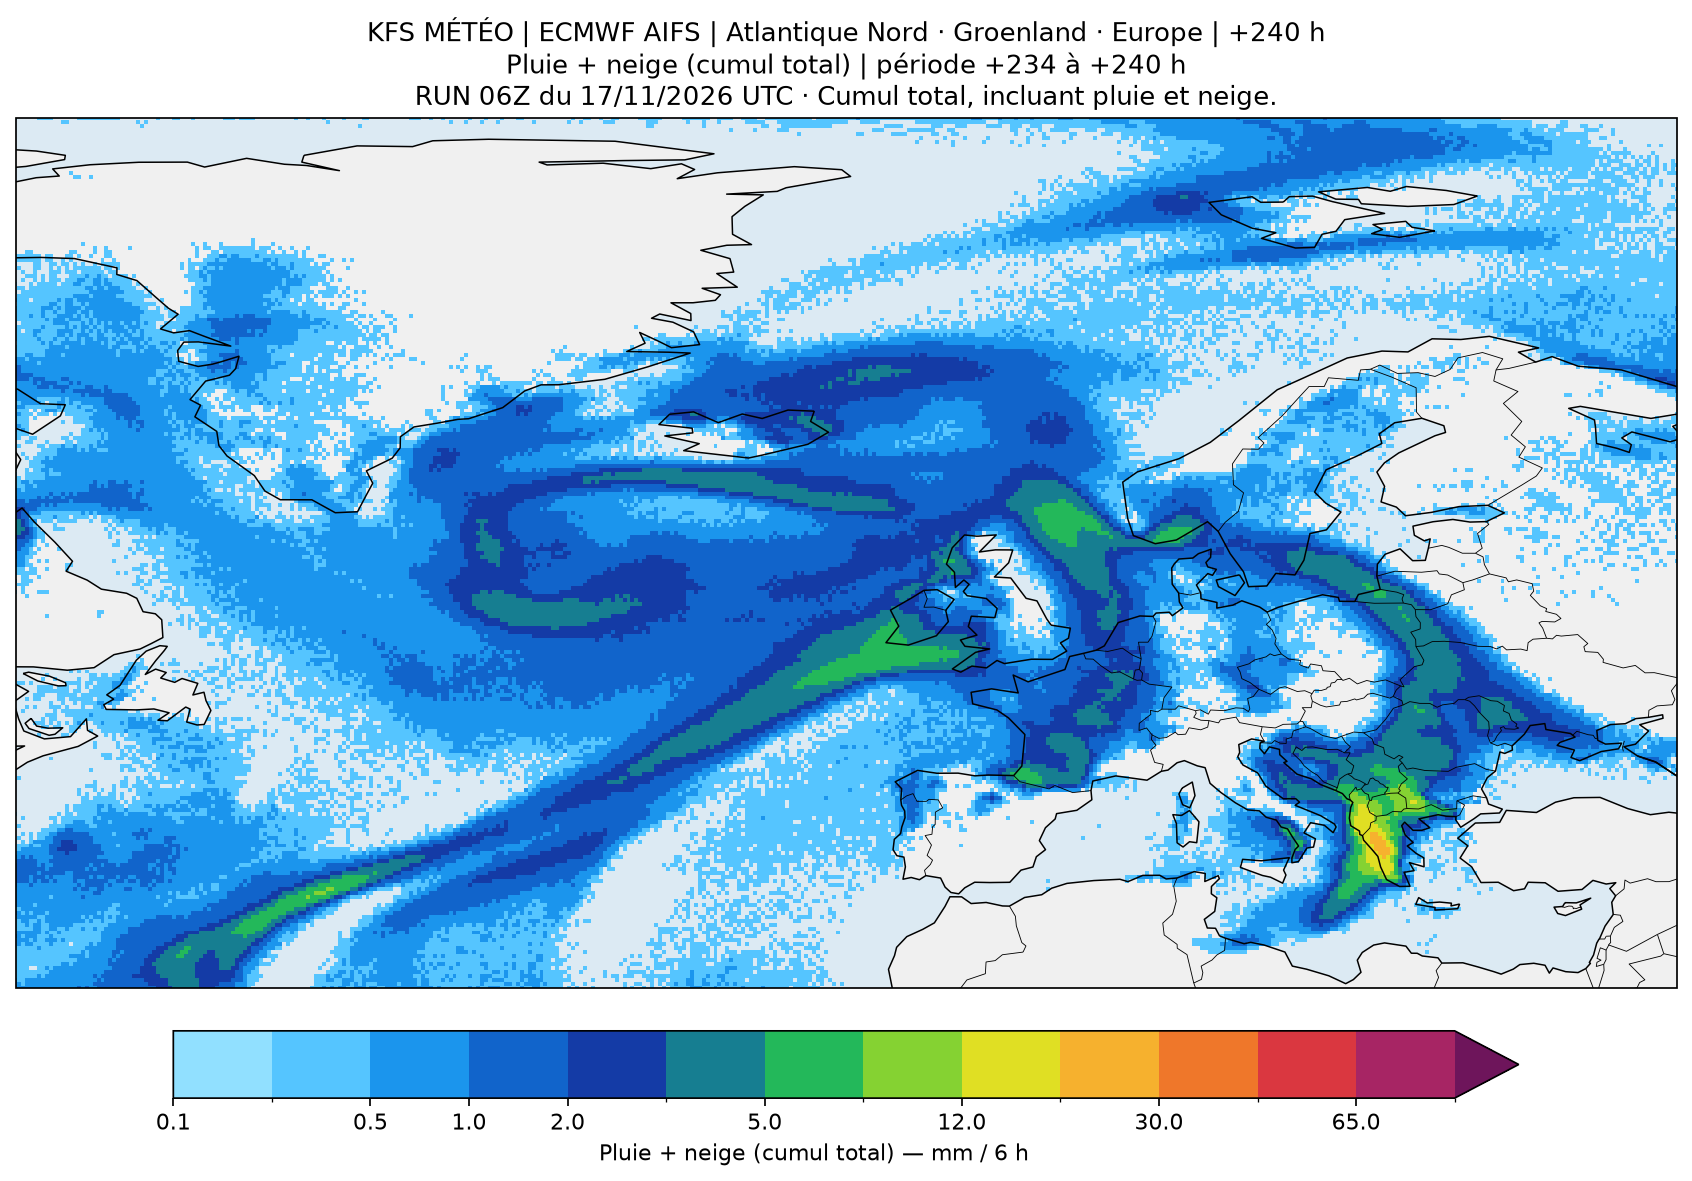 KFS MÉTÉO | ECMWF AIFS | Atlantique Nord · Groenland · Europe | +240 h
Pluie + neige (cumul total) | période +234 à +240 h
RUN 06Z du 17/11/2026 UTC · Cumul total, incluant pluie et neige.
0.1 0.5 1.0 2.0 5.0 12.0 30.0 65.0
Pluie + neige (cumul total) — mm / 6 h